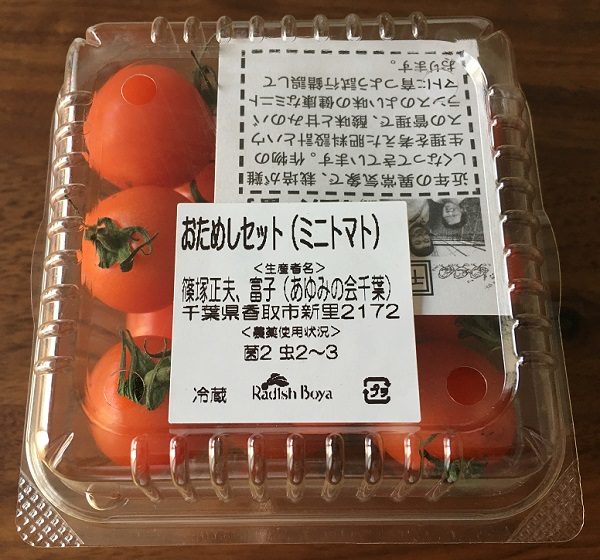 おためしセット（ミニトマト）
＜生産者名＞
篠塚正夫、富子（あゆみの会千葉）
千葉県香取市新里2172
＜農薬使用状況＞
菌2 虫2～3
冷蔵 Radish Boya プラ
近年の異常気象で、栽培が難
しくなってきています。作物の
生理を考えた肥料設計とハウ
スの管理で、酸味と甘みのバ
ランスのよい味の健康なミニト
マトに育つよう試行錯誤して
おります。